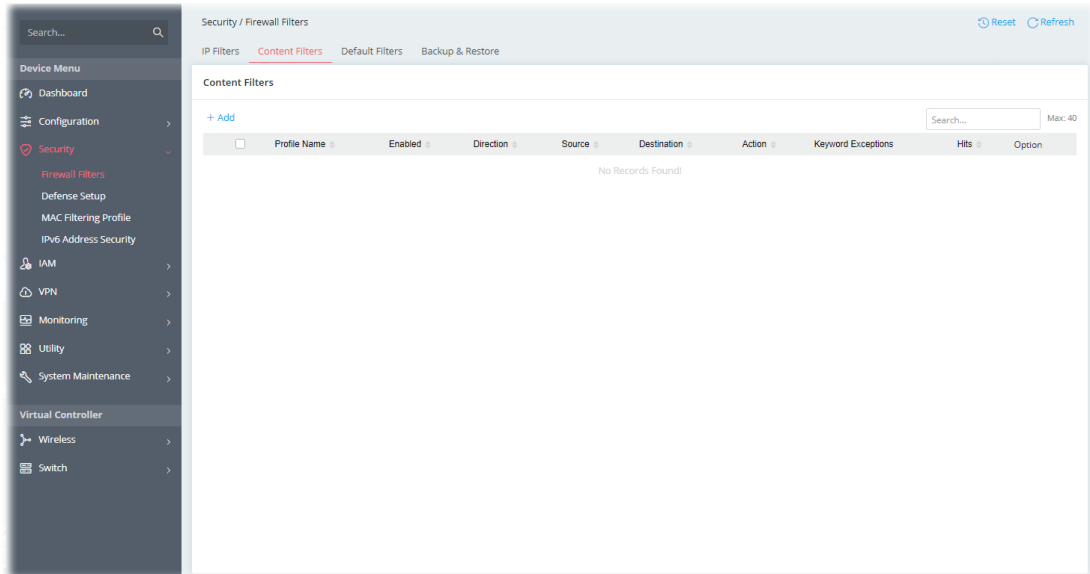 Search...
Device Menu
Dashboard
Configuration
Security
Firewall Filters
Defense Setup
MAC Filtering Profile
IPv6 Address Security
IAM
VPN
Monitoring
Utility
System Maintenance
Virtual Controller
Wireless
Switch
Security / Firewall Filters
Reset Refresh
IP Filters Content Filters Default Filters Backup & Restore
Content Filters
+ Add Search... Max: 40
Profile Name Enabled Direction Source Destination Action Keyword Exceptions Hits Option
No Records Found!